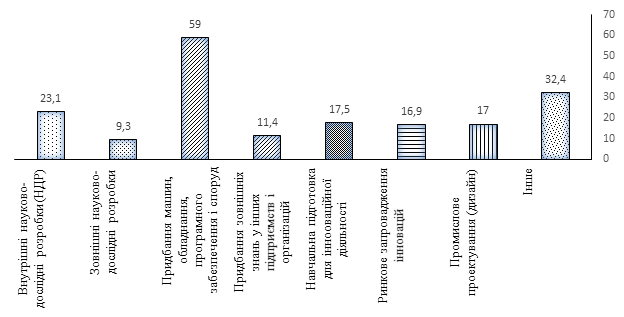 23,1
9,3
59
11,4
17,5
16,9
17
32,4
70
60
50
40
30
20
10
0
Внутрішні науково-
дослідні розробки(НДР)
Зовнішні науково-
дослідні розробки
Придбання машин,
обладнання,
програмного
забезпечення і споруд
Придбання зовнішніх
знань у інших
підприємств і
організацій
Навчальна підготовка
для іннооваційної
діяльності
Ринкове запровадження
інновацій
Промислове
проектування (дизайн)
Інше